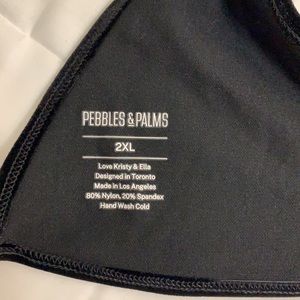 PEBBLES & PALMS
2XL
Love Kristy & Ella
Designed in Toronto
Made in Los Angeles
80% Nylon, 20% Spandex
Hand Wash Cold